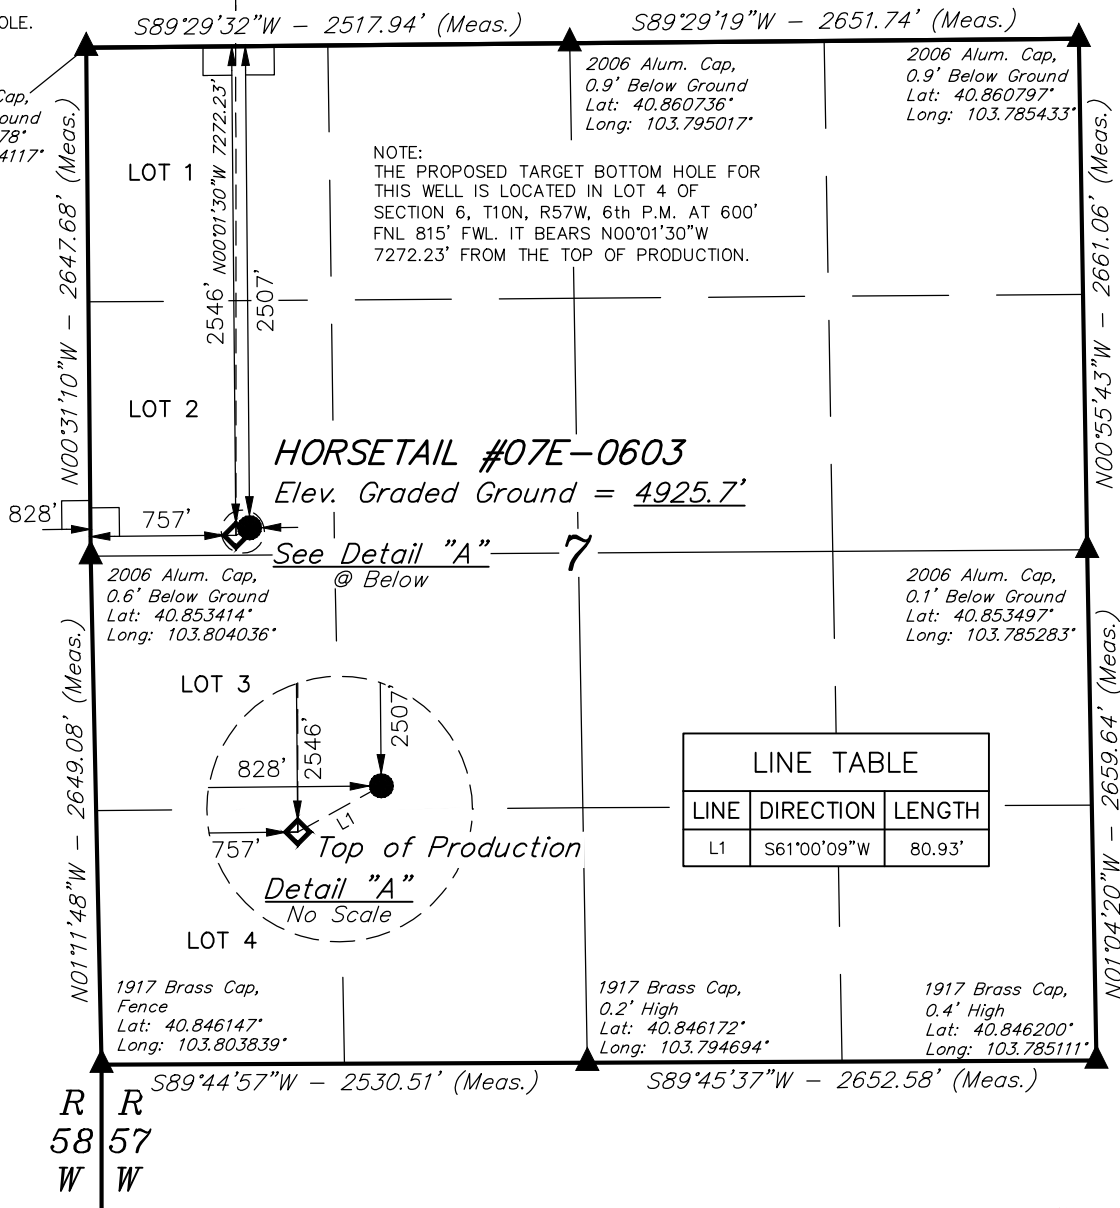 OLE.
S89°29'32"W - 2517.94' (Meas.)
S89°29'19"W - 2651.74' (Meas.)
Cap,
ound
78°
4117°
2006 Alum. Cap,
0.9' Below Ground
Lat: 40.860736°
Long: 103.795017°
2006 Alum. Cap,
0.9' Below Ground
Lat: 40.860797°
Long: 103.785433°
N00°31'10"W - 2647.68' (Meas.)
N00°55'43"W - 2661.06' (Meas.)
LOT 1
N00°01'30"W 7272.23'
2546'
2507'
NOTE:
THE PROPOSED TARGET BOTTOM HOLE FOR
THIS WELL IS LOCATED IN LOT 4 OF
SECTION 6, T10N, R57W, 6th P.M. AT 600'
FNL 815' FWL. IT BEARS N00°01'30"W
7272.23' FROM THE TOP OF PRODUCTION.
LOT 2
HORSETAIL #07E-0603
Elev. Graded Ground = 4925.7'
828'
757'
See Detail "A"
@ Below
7
2006 Alum. Cap,
0.6' Below Ground
Lat: 40.853414°
Long: 103.804036°
2006 Alum. Cap,
0.1' Below Ground
Lat: 40.853497°
Long: 103.785283°
N01°11'48"W - 2649.08' (Meas.)
N01°04'20"W - 2659.64' (Meas.)
LOT 3
2546'
2507'
828'
757'
L1
Top of Production
Detail "A"
No Scale
LINE TABLE
LINE DIRECTION LENGTH
L1 S61°00'09"W 80.93'
LOT 4
1917 Brass Cap,
Fence
Lat: 40.846147°
Long: 103.803839°
1917 Brass Cap,
0.2' High
Lat: 40.846172°
Long: 103.794694°
1917 Brass Cap,
0.4' High
Lat: 40.846200°
Long: 103.785111°
S89°44'57"W - 2530.51' (Meas.)
S89°45'37"W - 2652.58' (Meas.)
R R
58 57
W W